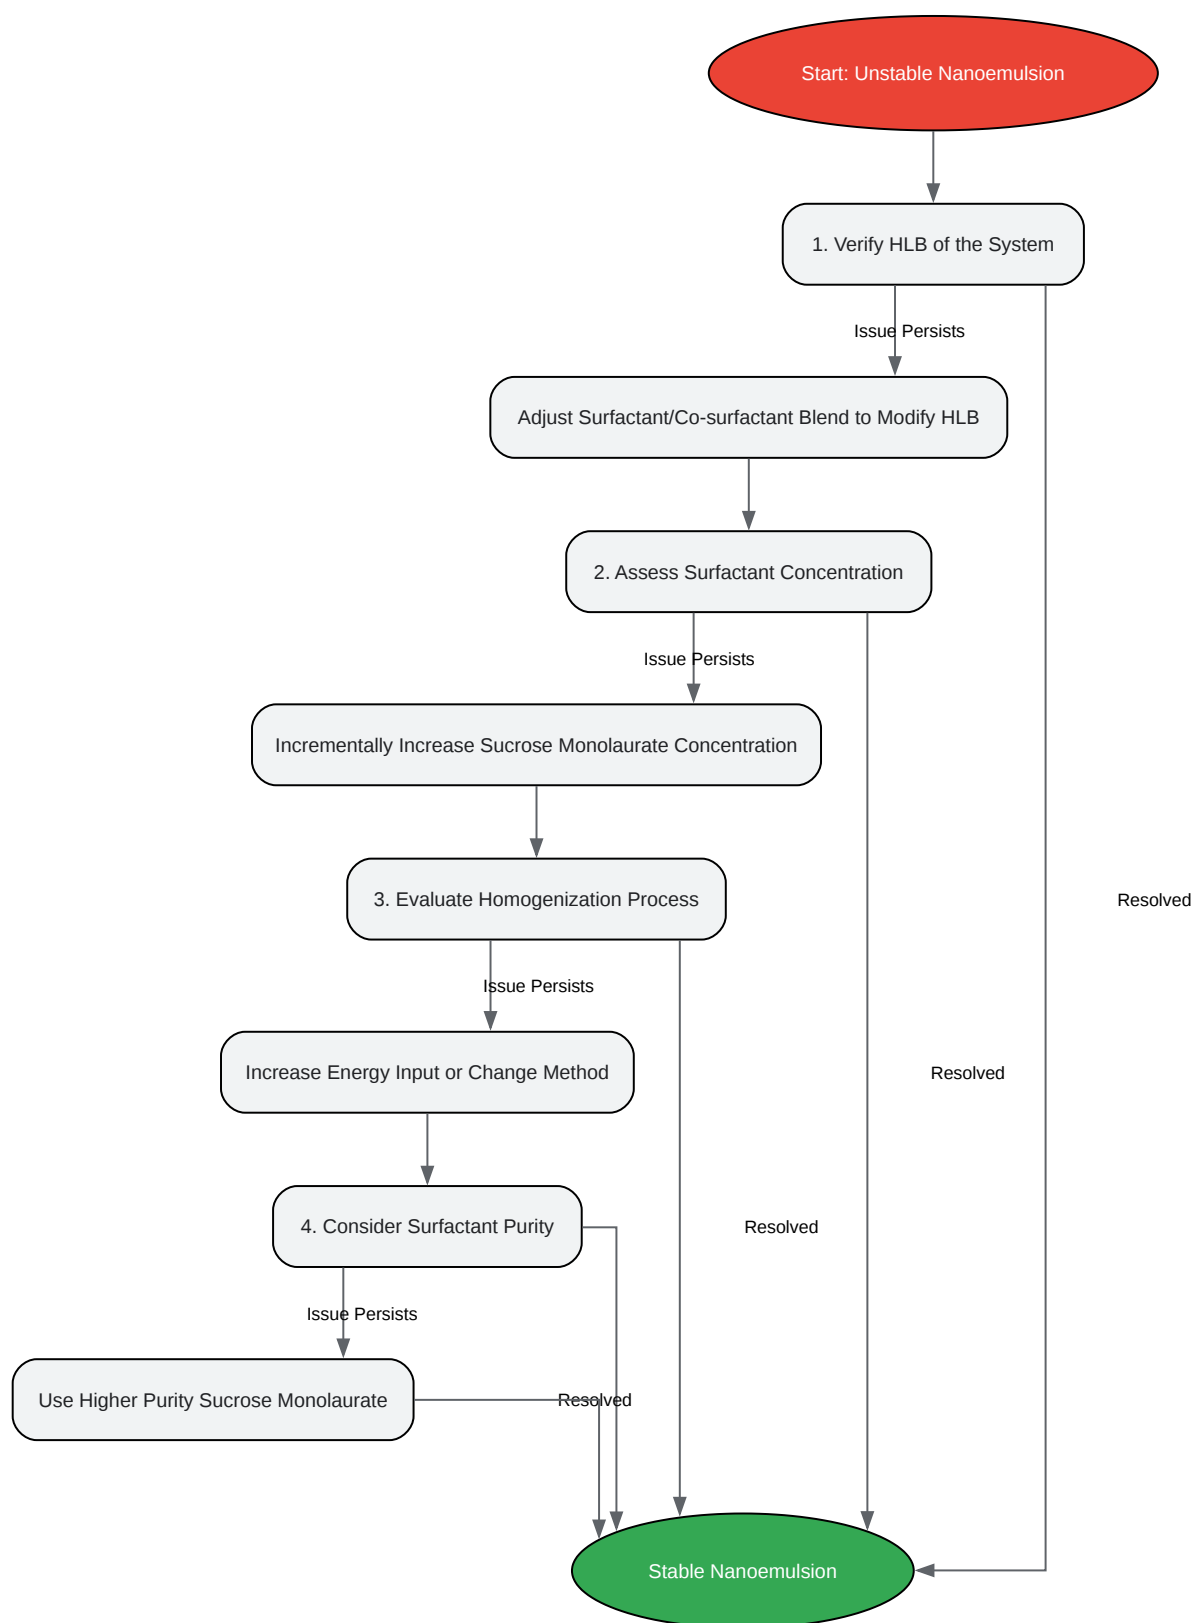 Start: Unstable Nanoemulsion
1. Verify HLB of the System
Issue Persists
Adjust Surfactant/Co-surfactant Blend to Modify HLB
2. Assess Surfactant Concentration
Issue Persists
Incrementally Increase Sucrose Monolaurate Concentration
3. Evaluate Homogenization Process
Resolved
Issue Persists
Increase Energy Input or Change Method
Resolved
4. Consider Surfactant Purity
Resolved
Issue Persists
Use Higher Purity Sucrose Monolaurate
Resolved
Stable Nanoemulsion